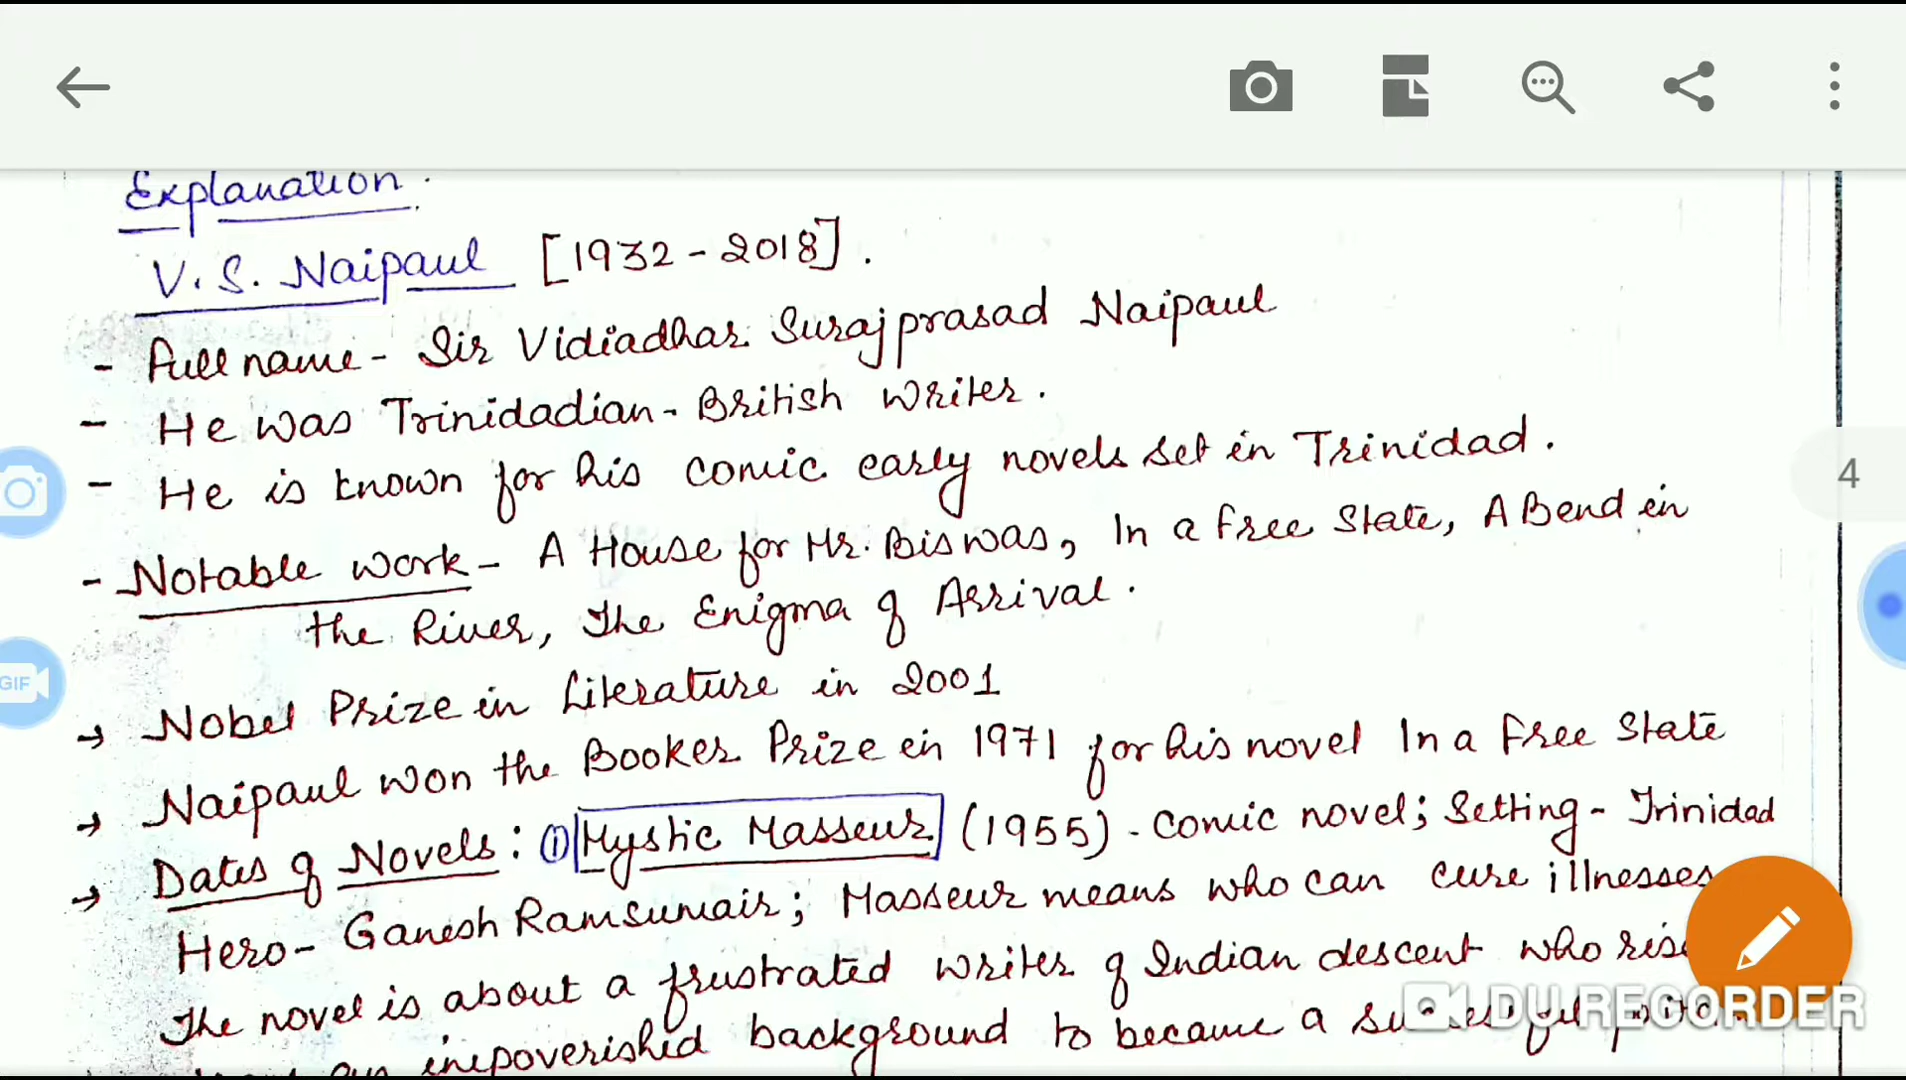 Explanation.
V. S. Naipaul [1932-2018].
- Full name - Sir Vidiadhar Surajprasad Naipaul
- He was Trinidadian-British writer.
- He is known for his comic early novels set in Trinidad.
- Notable work - A House for Mr. Biswas, In a Free State, A Bend in
the River, The Enigma of Arrival.
4
GIF
→ Nobel Prize in Literature in 2001
→ Naipaul won the Booker Prize in 1971 for his novel In a Free State
→ Dates of Novels: ① Mystic Masseur (1955) - comic novel; Setting - Trinidad
Hero - Ganesh Ramsumair; Masseur means who can cure illnesses
The novel is about a frustrated writer of Indian descent who
impoverished background to became a successful
DU RECORDER